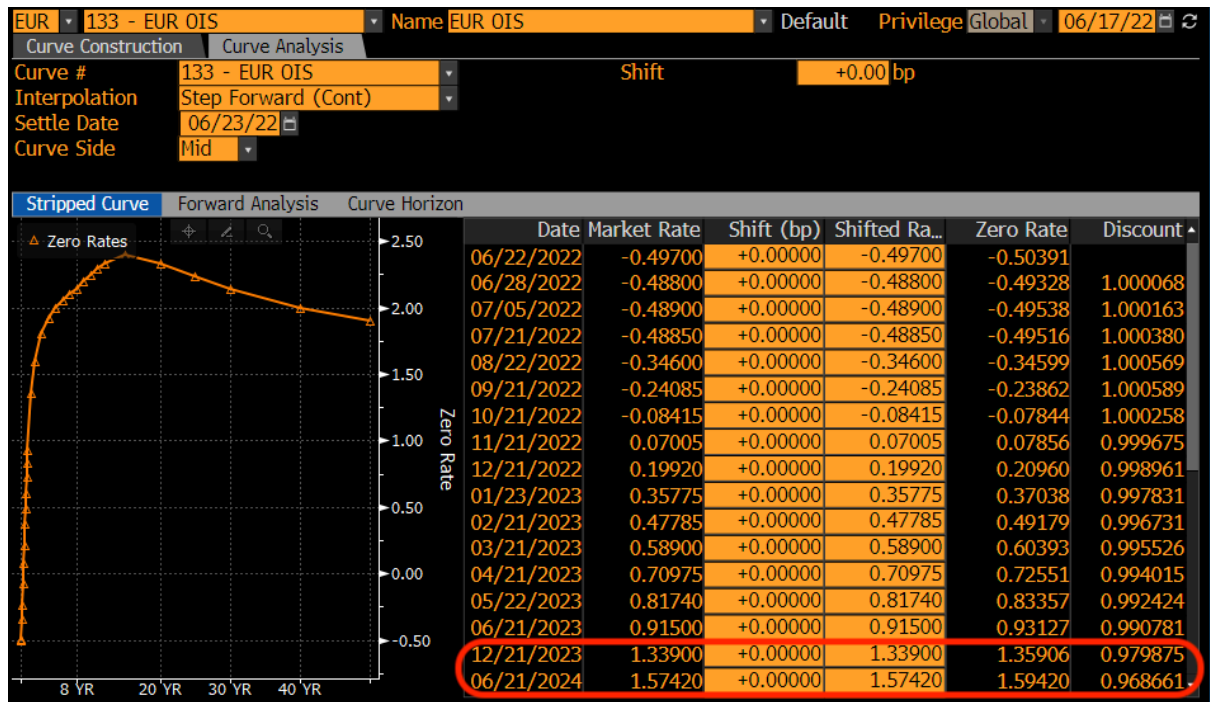 EUR 133 - EUR OIS Name EUR OIS Default Privilege Global 06/17/22
Curve Construction Curve Analysis
Curve # 133 - EUR OIS Shift +0.00 bp
Interpolation Step Forward (Cont)
Settle Date 06/23/22
Curve Side Mid
Stripped Curve Forward Analysis Curve Horizon
Zero Rates
2.50
2.00
1.50
1.00
0.50
0.00
-0.50
Zero Rate
8 YR 20 YR 30 YR 40 YR
Date Market Rate Shift (bp) Shifted Ra... Zero Rate Discount
06/22/2022 -0.49700 +0.00000 -0.49700 -0.50391
06/28/2022 -0.48800 +0.00000 -0.48800 -0.49328 1.000068
07/05/2022 -0.48900 +0.00000 -0.48900 -0.49538 1.000163
07/21/2022 -0.48850 +0.00000 -0.48850 -0.49516 1.000380
08/22/2022 -0.34600 +0.00000 -0.34600 -0.34599 1.000569
09/21/2022 -0.24085 +0.00000 -0.24085 -0.23862 1.000589
10/21/2022 -0.08415 +0.00000 -0.08415 -0.07844 1.000258
11/21/2022 0.07005 +0.00000 0.07005 0.07856 0.999675
12/21/2022 0.19920 +0.00000 0.19920 0.20960 0.998961
01/23/2023 0.35775 +0.00000 0.35775 0.37038 0.997831
02/21/2023 0.47785 +0.00000 0.47785 0.49179 0.996731
03/21/2023 0.58900 +0.00000 0.58900 0.60393 0.995526
04/21/2023 0.70975 +0.00000 0.70975 0.72551 0.994015
05/22/2023 0.81740 +0.00000 0.81740 0.83357 0.992424
06/21/2023 0.91500 +0.00000 0.91500 0.93127 0.990781
12/21/2023 1.33900 +0.00000 1.33900 1.35906 0.979875
06/21/2024 1.57420 +0.00000 1.57420 1.59420 0.968661